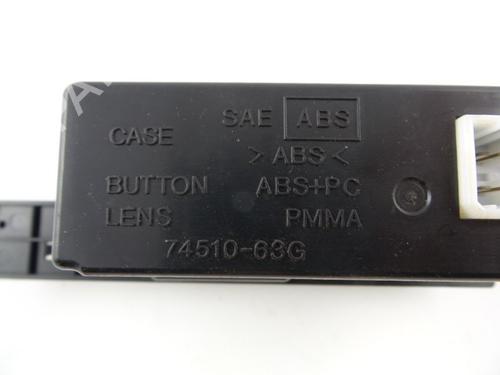 SAE ABS
CASE
>ABS<
BUTTON ABS+PC
LENS PMMA
74510-63G